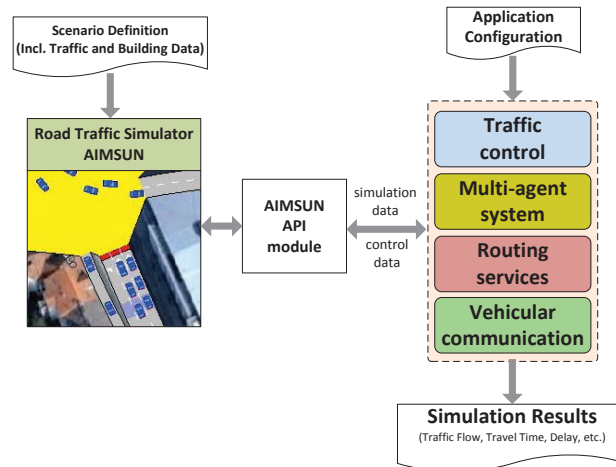 Scenario Definition
(Incl. Traffic and Building Data)
Application
Configuration
Road Traffic Simulator
AIMSUN
Traffic
control
Multi-agent
system
Routing
services
Vehicular
communication
AIMSUN
API
module
simulation
data
control
data
Simulation Results
(Traffic Flow, Travel Time, Delay, etc.)